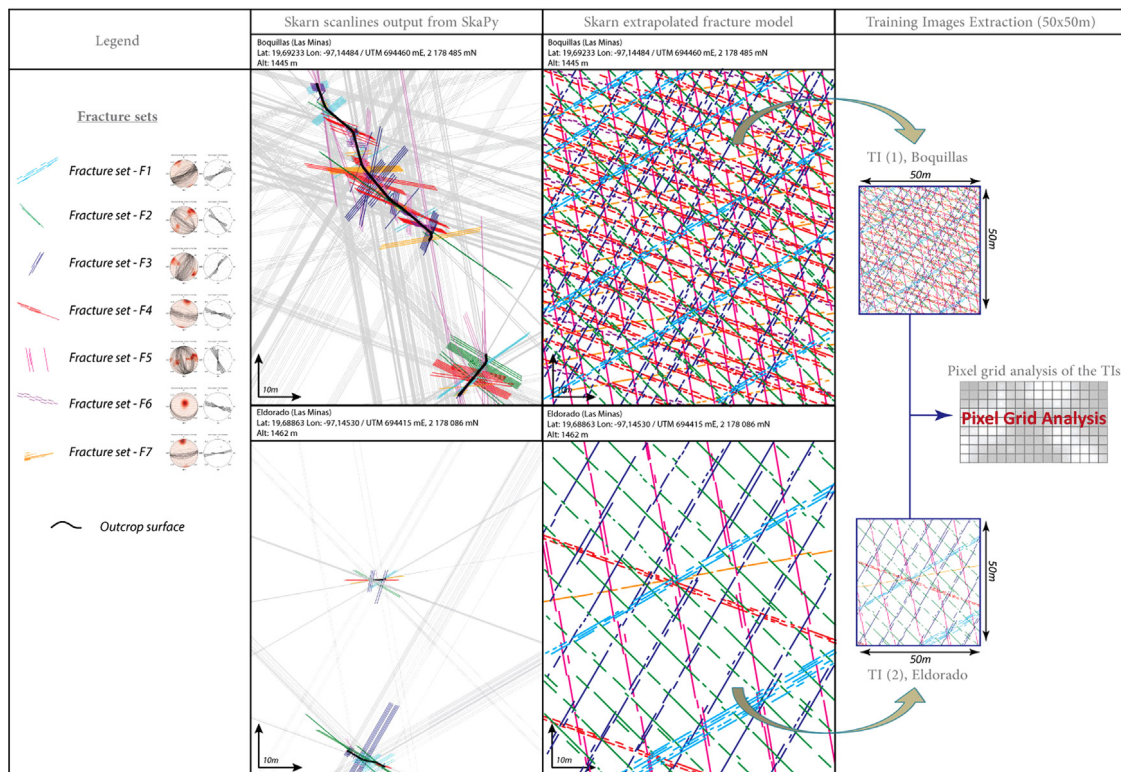 Legend
Skarn scanlines output from SkaPy
Skarn extrapolated fracture model
Training Images Extraction (50x50m)
Boquillas (Las Minas)
Lat: 19,69233 Lon: -97,14484 / UTM 694460 mE, 2 178 485 mN
Alt: 1445 m
Boquillas (Las Minas)
Lat: 19,69233 Lon: -97,14484 / UTM 694460 mE, 2 178 485 mN
Alt: 1445 m
Fracture sets
Fracture set - F1
Fracture set - F2
Fracture set - F3
Fracture set - F4
Fracture set - F5
Fracture set - F6
Fracture set - F7
Outcrop surface
10m
10m
TI (1), Boquillas
50m
50m
Pixel grid analysis of the TIs
Pixel Grid Analysis
Eldorado (Las Minas)
Lat: 19,68863 Lon: -97,14530 / UTM 694415 mE, 2 178 086 mN
Alt: 1462 m
Eldorado (Las Minas)
Lat: 19,68863 Lon: -97,14530 / UTM 694415 mE, 2 178 086 mN
Alt: 1462 m
10m
10m
50m
50m
TI (2), Eldorado